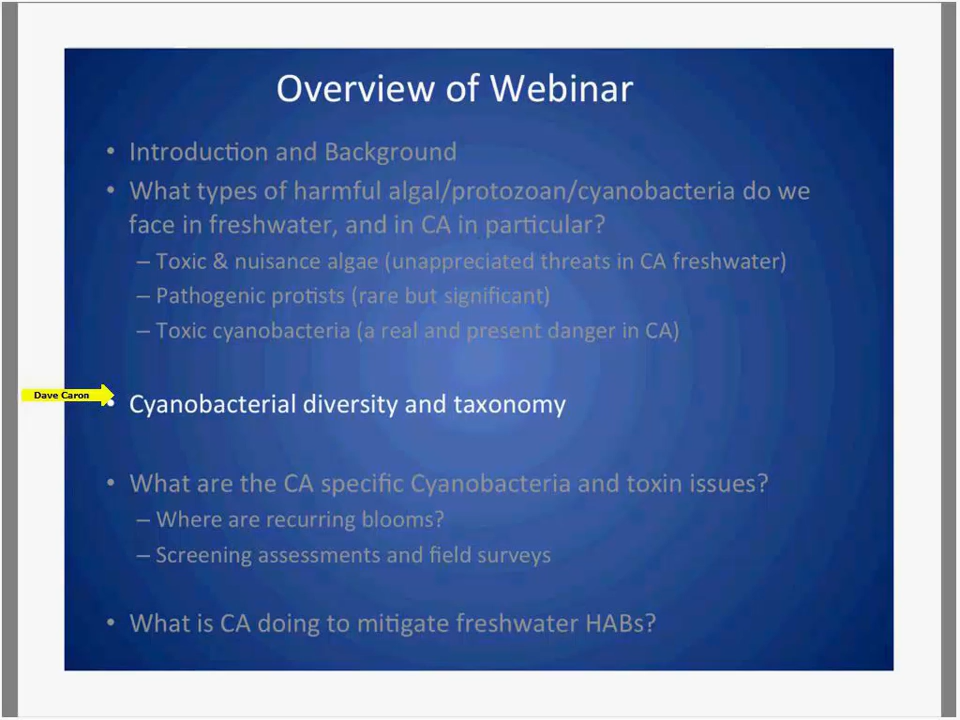 Overview of Webinar
• Introduction and Background
• What types of harmful algal/protozoan/cyanobacteria do we
face in freshwater, and in CA in particular?
– Toxic & nuisance algae (unappreciated threats in CA freshwater)
– Pathogenic protists (rare but significant)
– Toxic cyanobacteria (a real and present danger in CA)
Dave Caron
• Cyanobacterial diversity and taxonomy
• What are the CA specific Cyanobacteria and toxin issues?
– Where are recurring blooms?
– Screening assessments and field surveys
• What is CA doing to mitigate freshwater HABs?